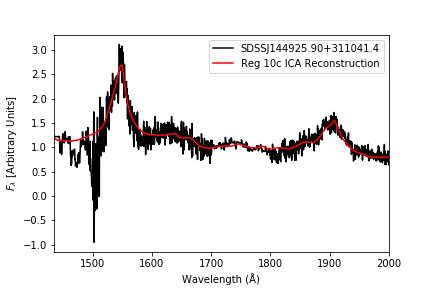 SDSSJ144925.90+311041.4
Reg 10c ICA Reconstruction
3.0
2.5
2.0
1.5
1.0
0.5
0.0
−0.5
−1.0
Fλ [Arbitrary Units]
1500 1600 1700 1800 1900 2000
Wavelength (Å)